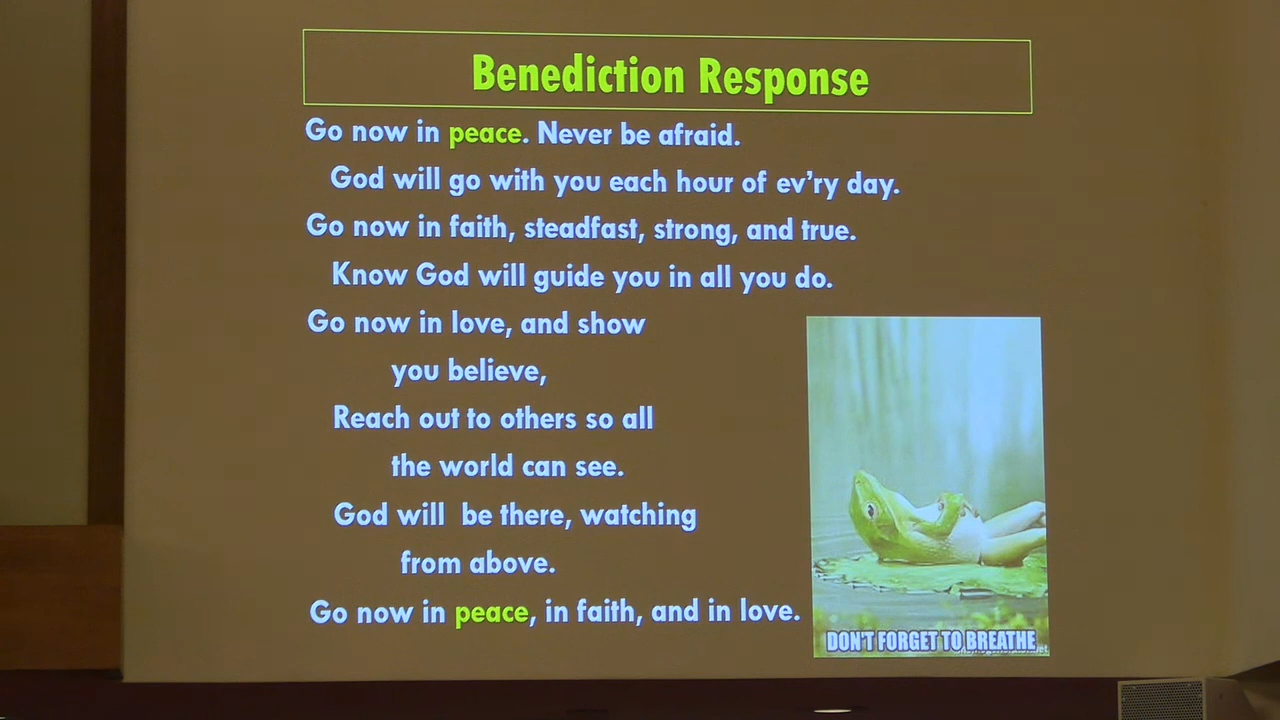 Benediction Response
Go now in peace. Never be afraid.
God will go with you each hour of ev'ry day.
Go now in faith, steadfast, strong, and true.
Know God will guide you in all you do.
Go now in love, and show
you believe,
Reach out to others so all
the world can see.
God will be there, watching
from above.
Go now in peace, in faith, and in love.
DON'T FORGET TO BREATHE